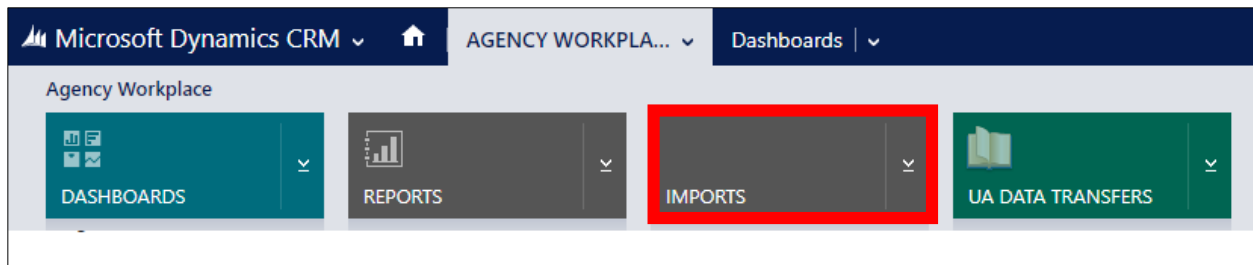 Microsoft Dynamics CRM AGENCY WORKPLA... Dashboards
Agency Workplace
DASHBOARDS REPORTS IMPORTS UA DATA TRANSFERS